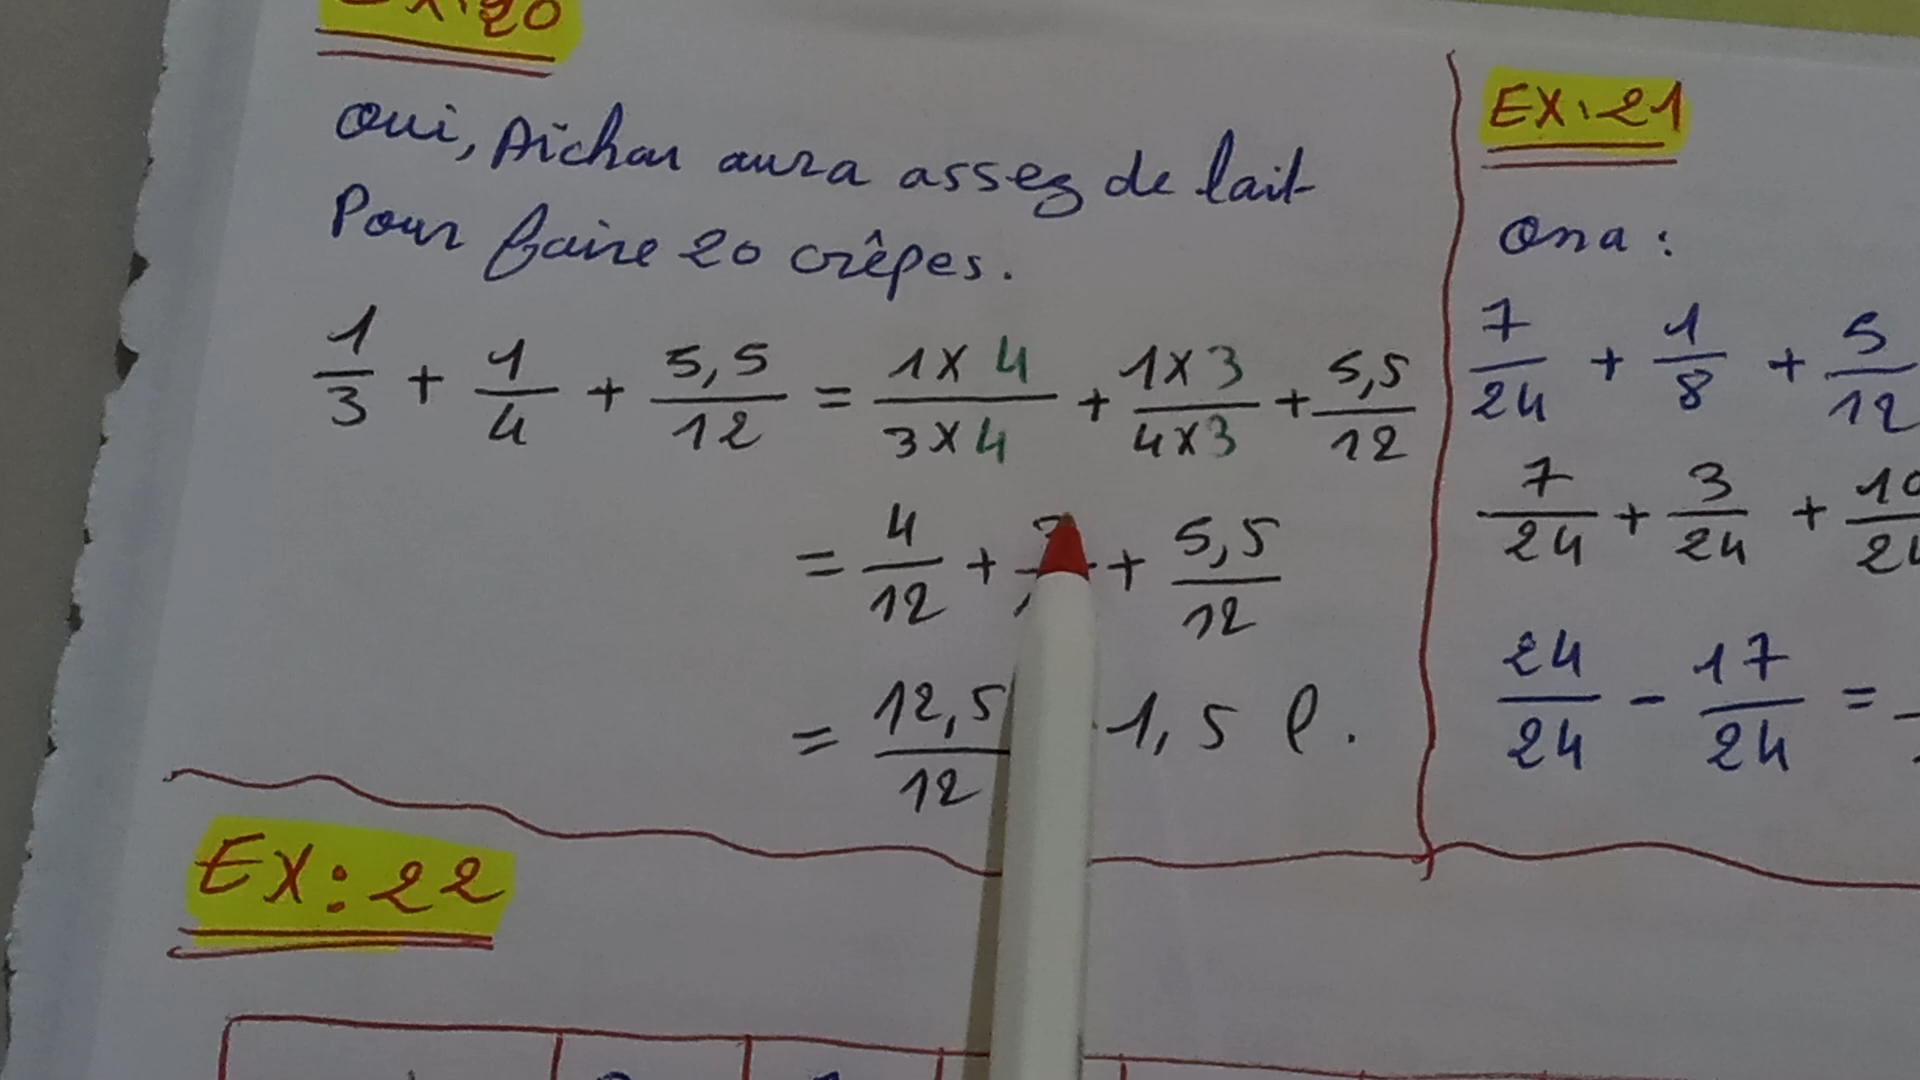 Ex:20
Oui, Aïcha aura assez de lait
Pour faire 20 crêpes.
1/3 + 1/4 + 5,5/12 = 1x4/3x4 + 1x3/4x3 + 5,5/12
= 4/12 + + 5,5/12
= 12,5/12 1,5 l.
EX:21
On a :
7/24 + 1/8 + 5/12
7/24 + 3/24 +
24/24 - 17/24 =
EX:22